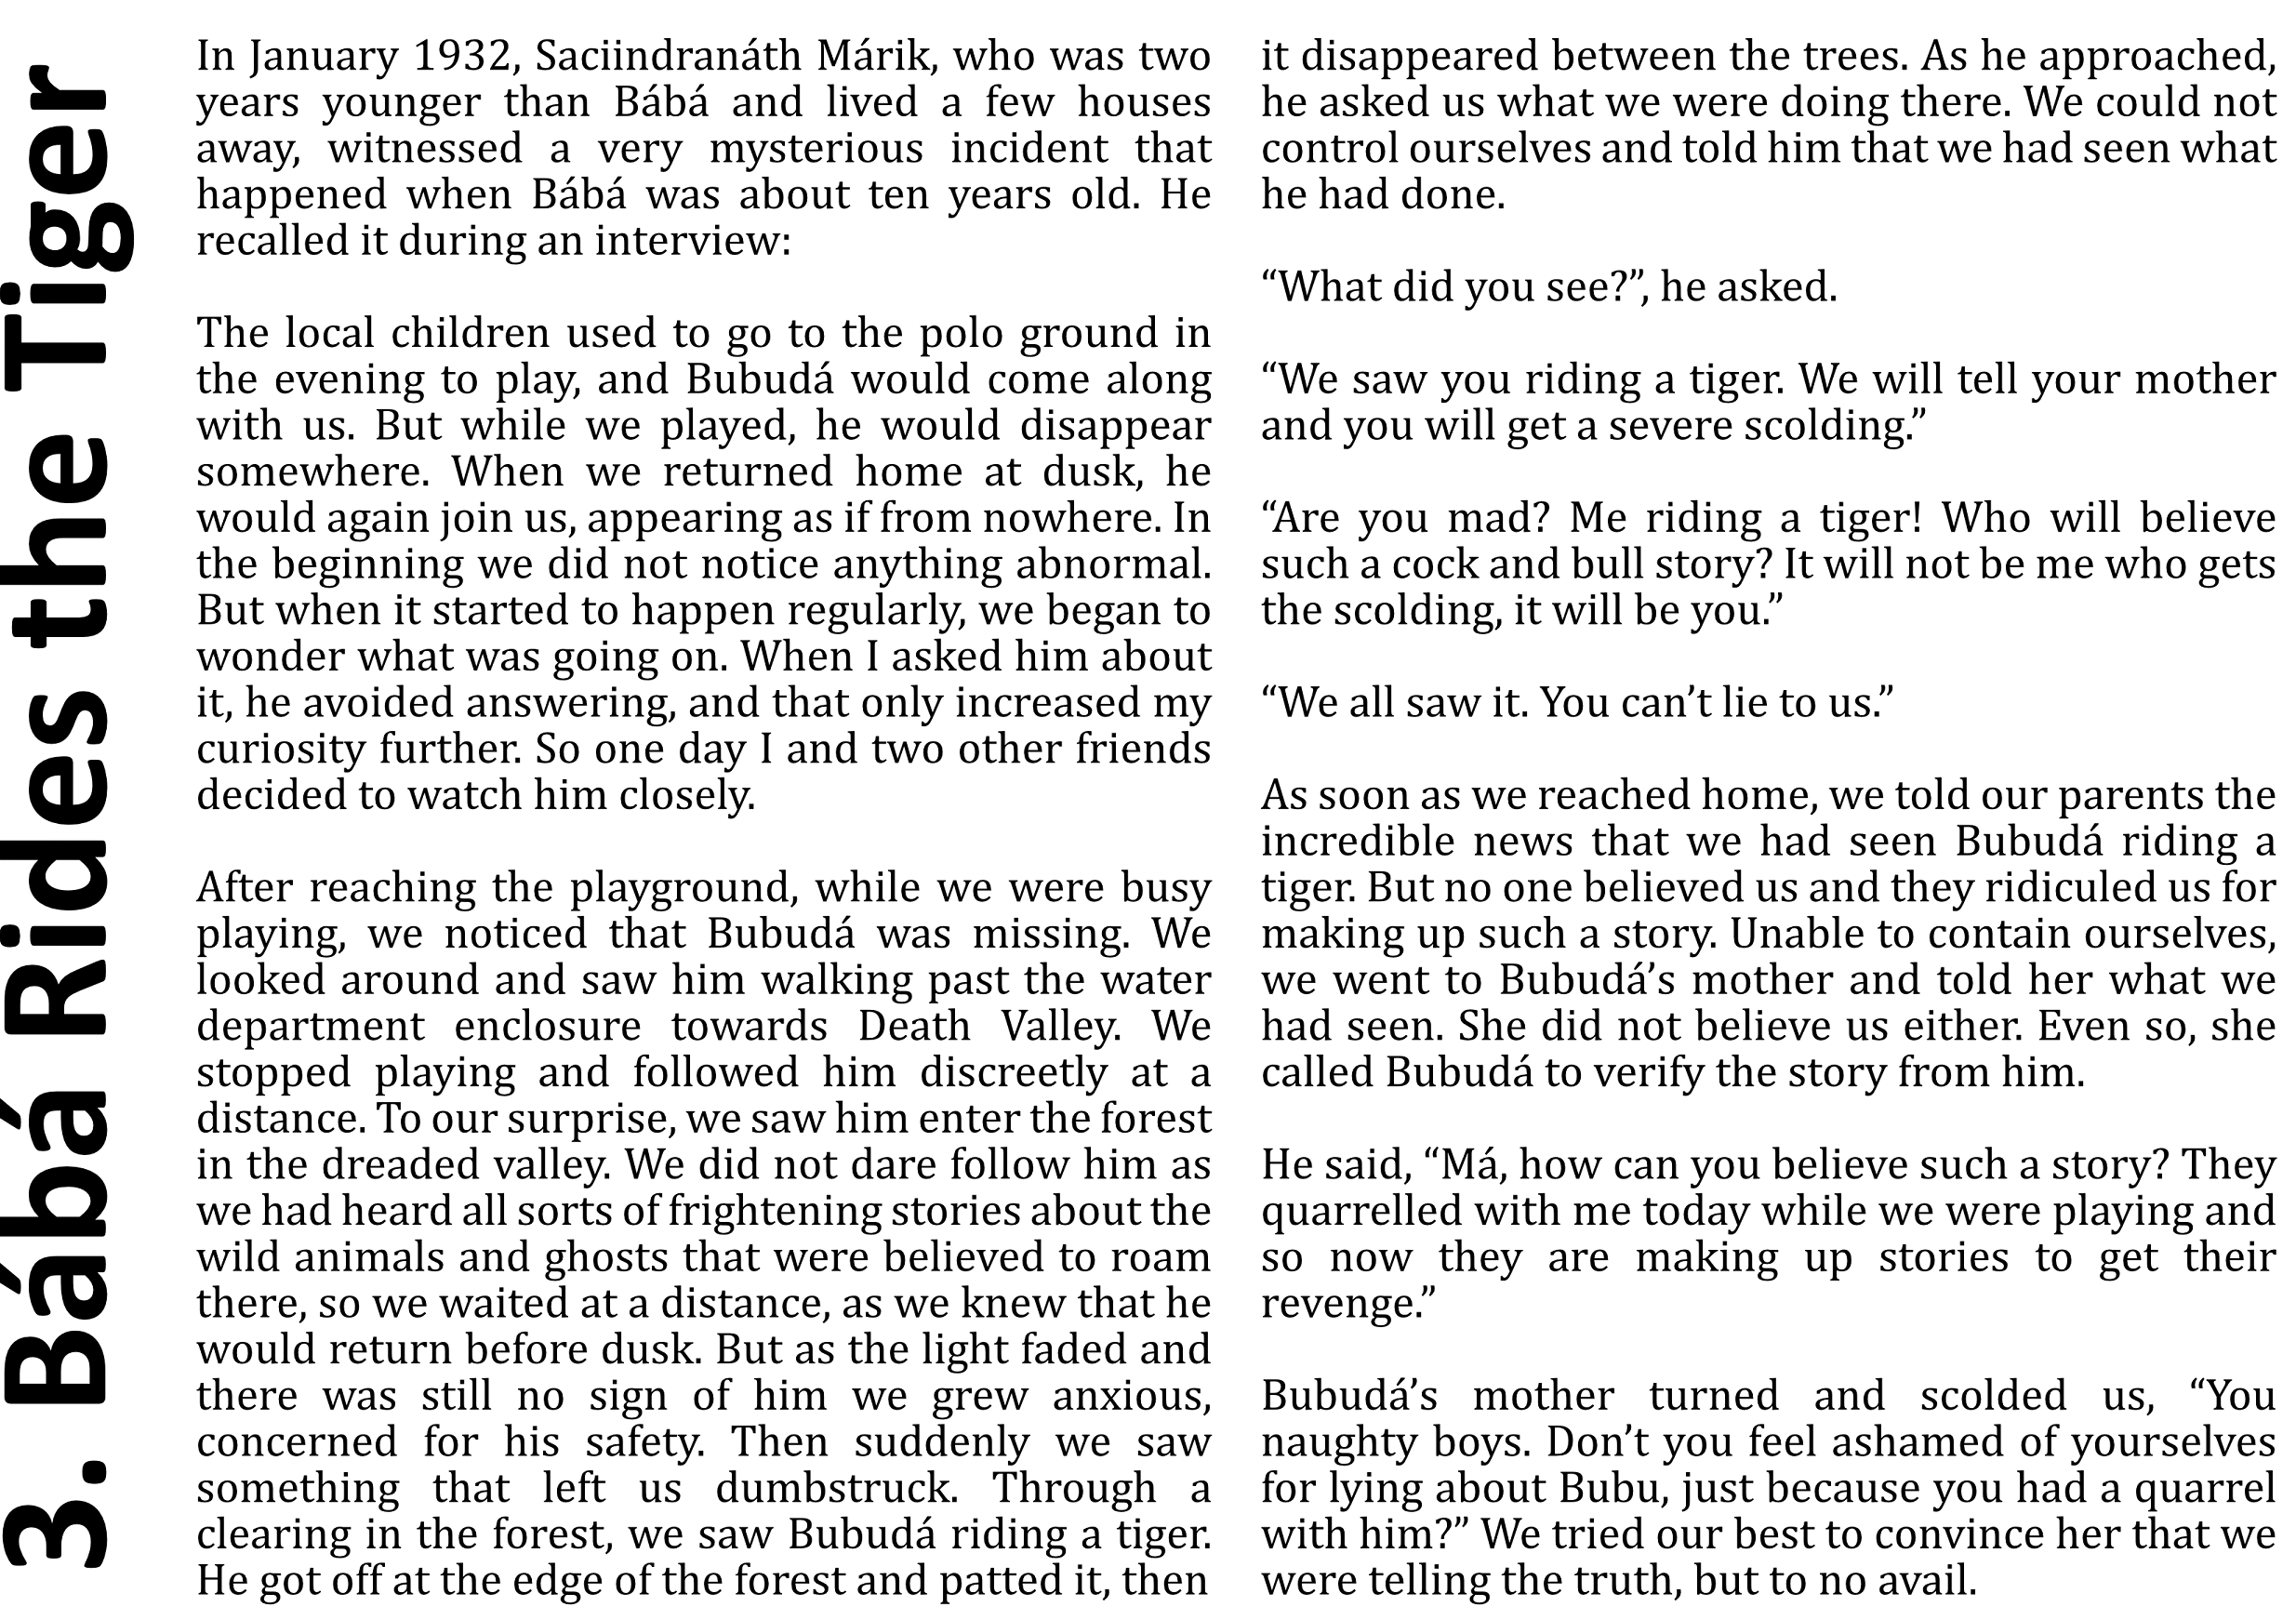 3. Bábá Rides the Tiger
In January 1932, Saciindranáth Márik, who was two
years younger than Bábá and lived a few houses
away, witnessed a very mysterious incident that
happened when Bábá was about ten years old. He
recalled it during an interview:
The local children used to go to the polo ground in
the evening to play, and Bubudá would come along
with us. But while we played, he would disappear
somewhere. When we returned home at dusk, he
would again join us, appearing as if from nowhere. In
the beginning we did not notice anything abnormal.
But when it started to happen regularly, we began to
wonder what was going on. When I asked him about
it, he avoided answering, and that only increased my
curiosity further. So one day I and two other friends
decided to watch him closely.
After reaching the playground, while we were busy
playing, we noticed that Bubudá was missing. We
looked around and saw him walking past the water
department enclosure towards Death Valley. We
stopped playing and followed him discreetly at a
distance. To our surprise, we saw him enter the forest
in the dreaded valley. We did not dare follow him as
we had heard all sorts of frightening stories about the
wild animals and ghosts that were believed to roam
there, so we waited at a distance, as we knew that he
would return before dusk. But as the light faded and
there was still no sign of him we grew anxious,
concerned for his safety. Then suddenly we saw
something that left us dumbstruck. Through a
clearing in the forest, we saw Bubudá riding a tiger.
He got off at the edge of the forest and patted it, then
it disappeared between the trees. As he approached,
he asked us what we were doing there. We could not
control ourselves and told him that we had seen what
he had done.
“What did you see?”, he asked.
“We saw you riding a tiger. We will tell your mother
and you will get a severe scolding.”
“Are you mad? Me riding a tiger! Who will believe
such a cock and bull story? It will not be me who gets
the scolding, it will be you.”
“We all saw it. You can’t lie to us.”
As soon as we reached home, we told our parents the
incredible news that we had seen Bubudá riding a
tiger. But no one believed us and they ridiculed us for
making up such a story. Unable to contain ourselves,
we went to Bubudá’s mother and told her what we
had seen. She did not believe us either. Even so, she
called Bubudá to verify the story from him.
He said, “Má, how can you believe such a story? They
quarrelled with me today while we were playing and
so now they are making up stories to get their
revenge.”
Bubudá’s mother turned and scolded us, “You
naughty boys. Don’t you feel ashamed of yourselves
for lying about Bubu, just because you had a quarrel
with him?” We tried our best to convince her that we
were telling the truth, but to no avail.